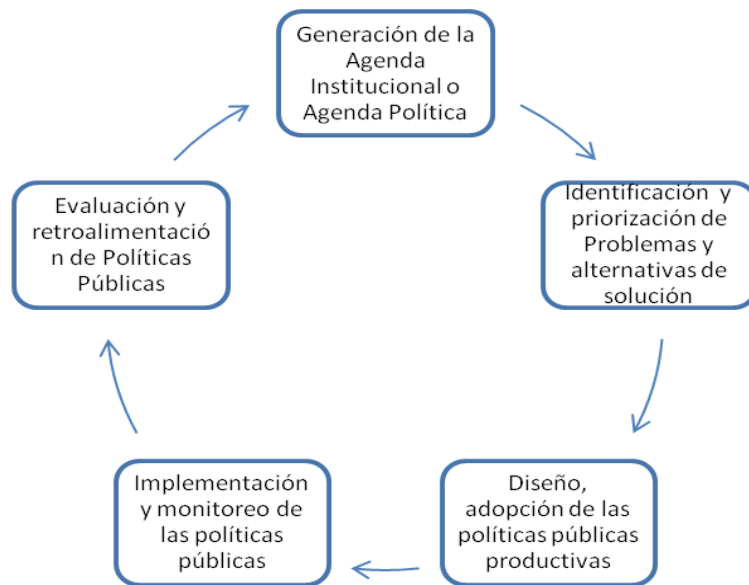 Generación de la
Agenda
Institucional o
Agenda Política
Identificación y
priorización de
Problemas y
alternativas de
solución
Diseño,
adopción de las
políticas públicas
productivas
Implementación
y monitoreo de
las políticas
públicas
Evaluación y
retroalimentació
n de Políticas
Públicas